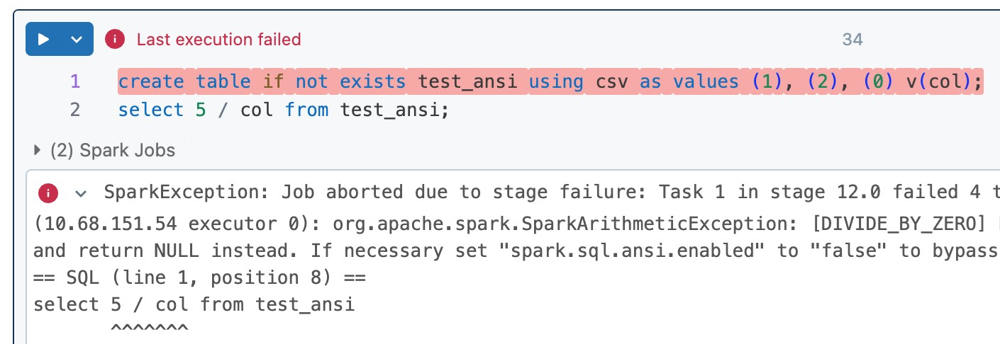 Last execution failed
34
1 create table if not exists test_ansi using csv as values (1), (2), (0) v(col);
2 select 5 / col from test_ansi;
(2) Spark Jobs
SparkException: Job aborted due to stage failure: Task 1 in stage 12.0 failed 4
(10.68.151.54 executor 0): org.apache.spark.SparkArithmeticException: [DIVIDE_BY_ZERO]
and return NULL instead. If necessary set "spark.sql.ansi.enabled" to "false" to bypass
== SQL (line 1, position 8) ==
select 5 / col from test_ansi
^^^^^^^